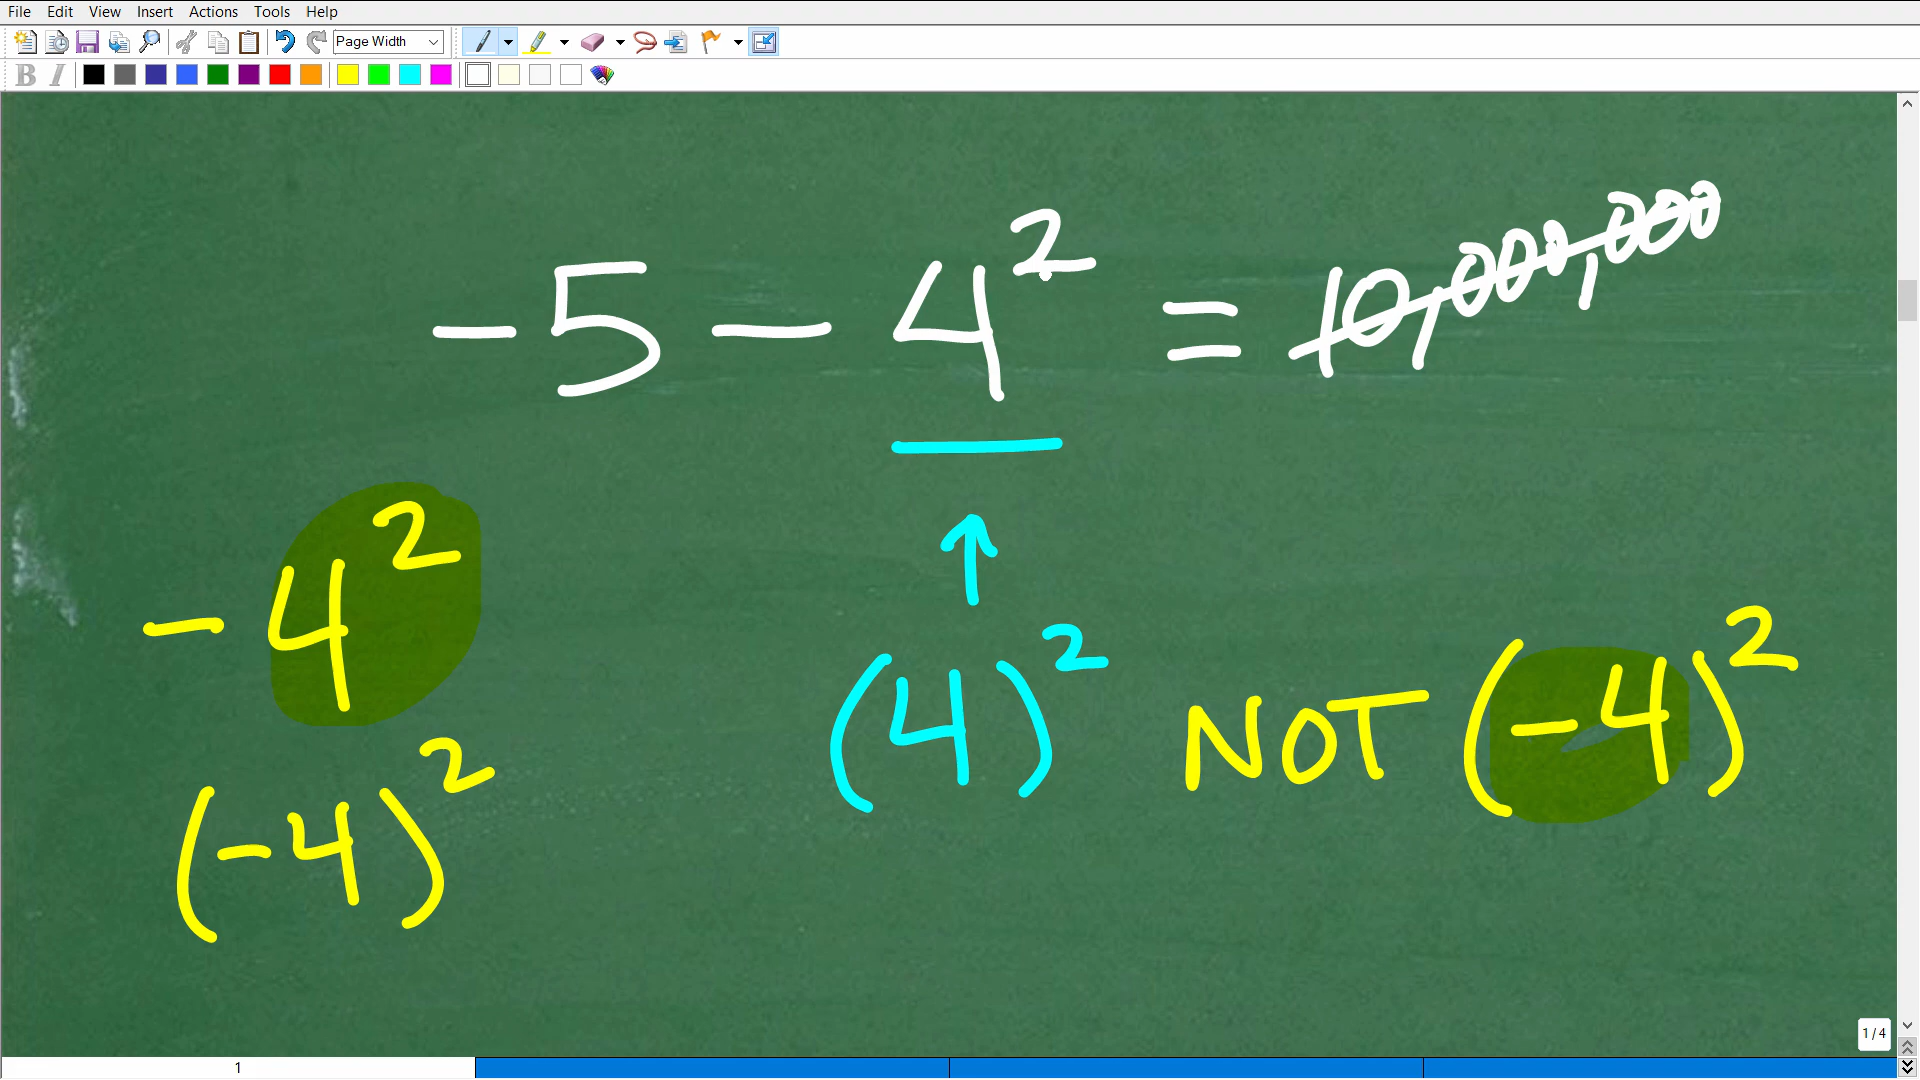 File Edit View Insert Actions Tools Help
Page Width
B I
-5 - 4² = 10,000,000
-4²
(4)² NOT (-4)²
(-4)²
1 / 4
1